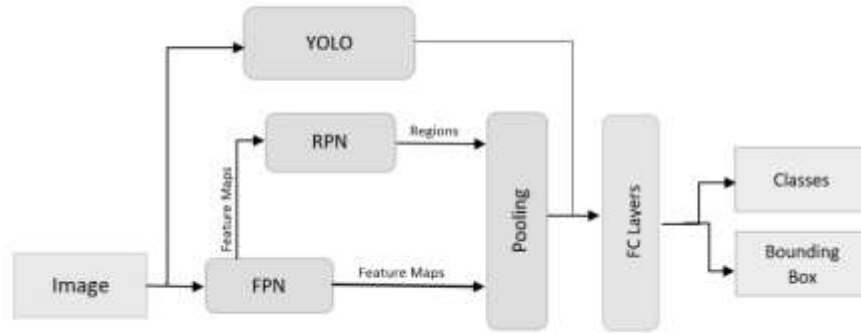 YOLO
RPN
Regions
Feature Maps
Image
FPN
Feature Maps
Pooling
FC Layers
Classes
Bounding
Box